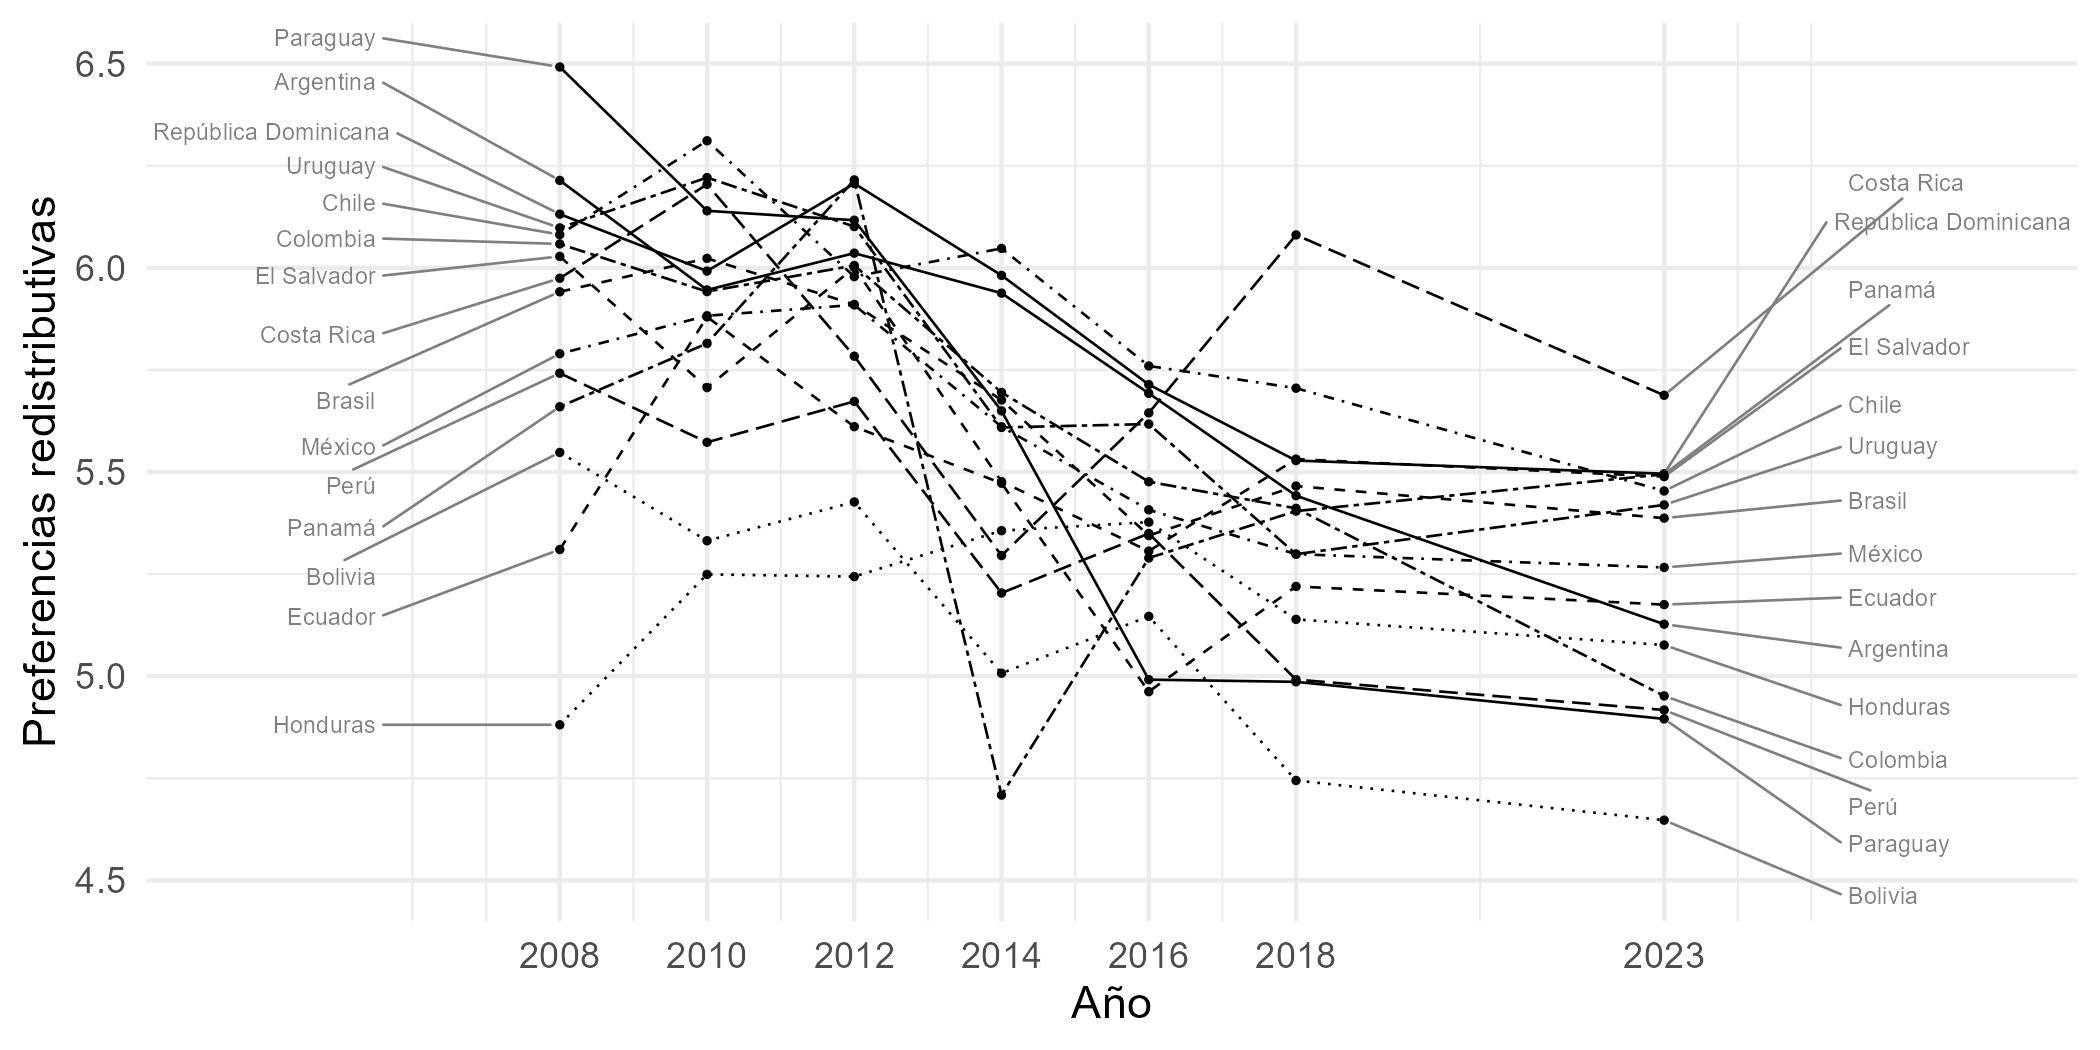 Preferencias redistributivas
6.5
6.0
5.5
5.0
4.5
Paraguay
Argentina
República Dominicana
Uruguay
Chile
Colombia
El Salvador
Costa Rica
Brasil
México
Perú
Panamá
Bolivia
Ecuador
Honduras
Costa Rica
República Dominicana
Panamá
El Salvador
Chile
Uruguay
Brasil
México
Ecuador
Argentina
Honduras
Colombia
Perú
Paraguay
Bolivia
2008 2010 2012 2014 2016 2018 2023
Año